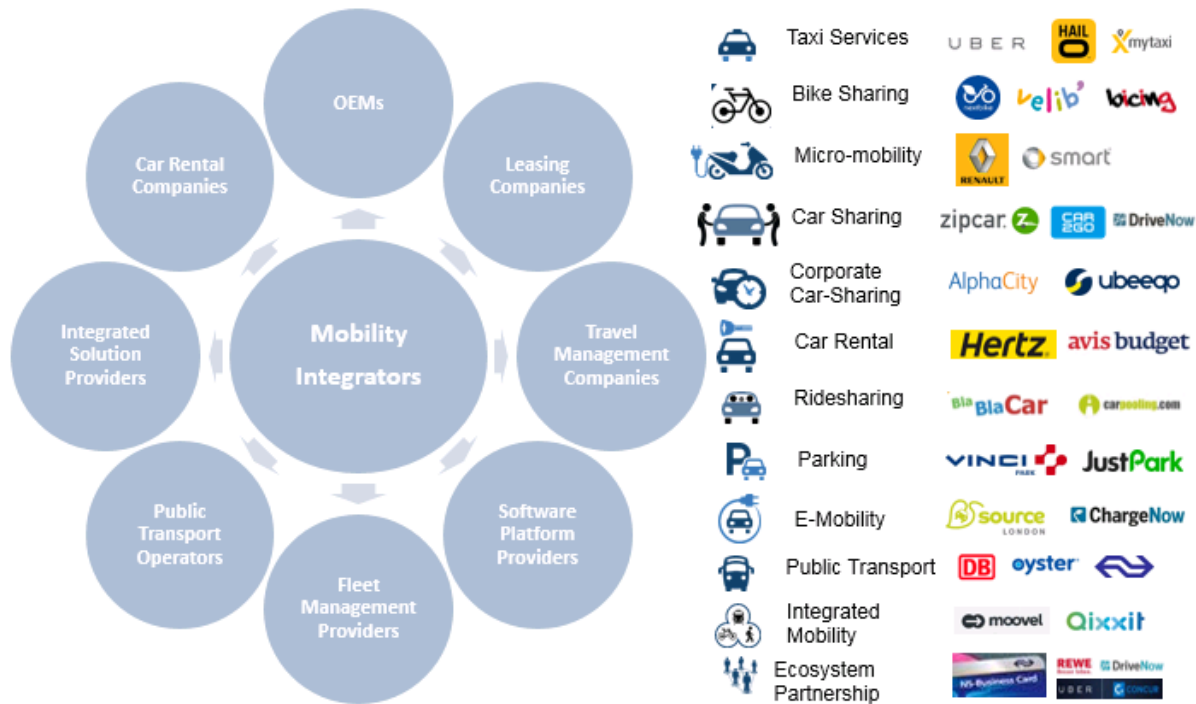 OEMs
Leasing
Companies
Travel
Management
Companies
Software
Platform
Providers
Fleet
Management
Providers
Public
Transport
Operators
Integrated
Solution
Providers
Car Rental
Companies
Mobility
Integrators
Taxi Services
UBER
HAIL
O
mytaxi
Bike Sharing
nextbike
velib'
bicing
Micro-mobility
RENAULT
smart
Car Sharing
zipcar. Z
CAR
2GO
DriveNow
Corporate
Car-Sharing
AlphaCity
ubeeqo
Car Rental
Hertz
avis budget
Ridesharing
Bla
BlaCar
carpooling.com
P
Parking
VINCI
PARK
JustPark
E-Mobility
source
LONDON
ChargeNow
Public Transport
DB
oyster
Integrated
Mobility
moovel
Qixxit
Ecosystem
Partnership
NS-Business Card
REWE
DriveNow
UBER
CONCUR